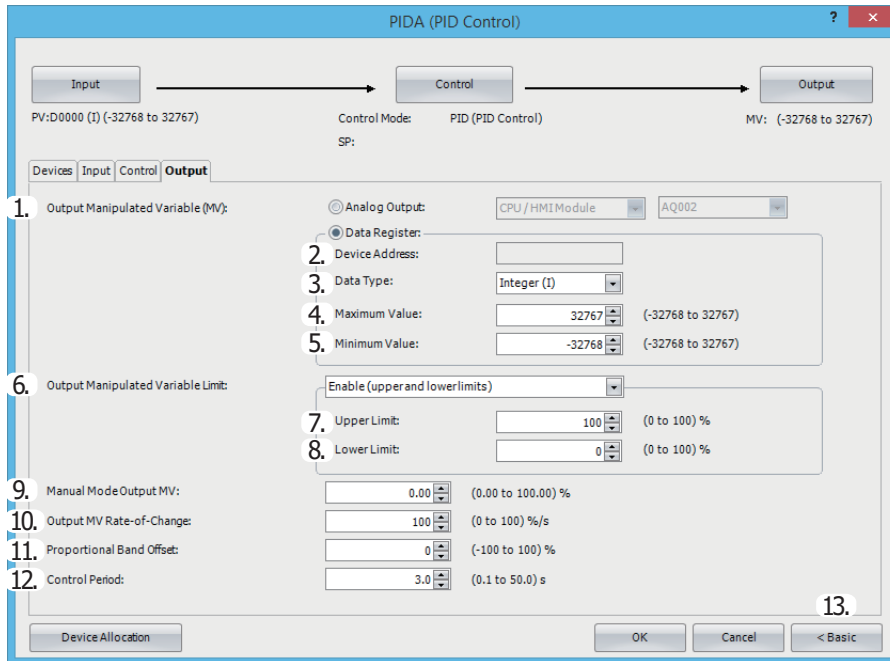 PIDA (PID Control)
?
×
Input
Control
Output
PV:D0000 (I) (-32768 to 32767)
Control Mode: PID (PID Control)
MV: (-32768 to 32767)
SP:
Devices Input Control Output
1. Output Manipulated Variable (MV): Analog Output: CPU / HMI Module AQ002
Data Register:
2. Device Address:
3. Data Type: Integer (I)
4. Maximum Value: 32767 (-32768 to 32767)
5. Minimum Value: -32768 (-32768 to 32767)
6. Output Manipulated Variable Limit: Enable (upper and lower limits)
7. Upper Limit: 100 (0 to 100) %
8. Lower Limit: 0 (0 to 100) %
9. Manual Mode Output MV: 0.00 (0.00 to 100.00) %
10. Output MV Rate-of-Change: 100 (0 to 100) %/s
11. Proportional Band Offset: 0 (-100 to 100) %
12. Control Period: 3.0 (0.1 to 50.0) s
13.
Device Allocation OK Cancel < Basic